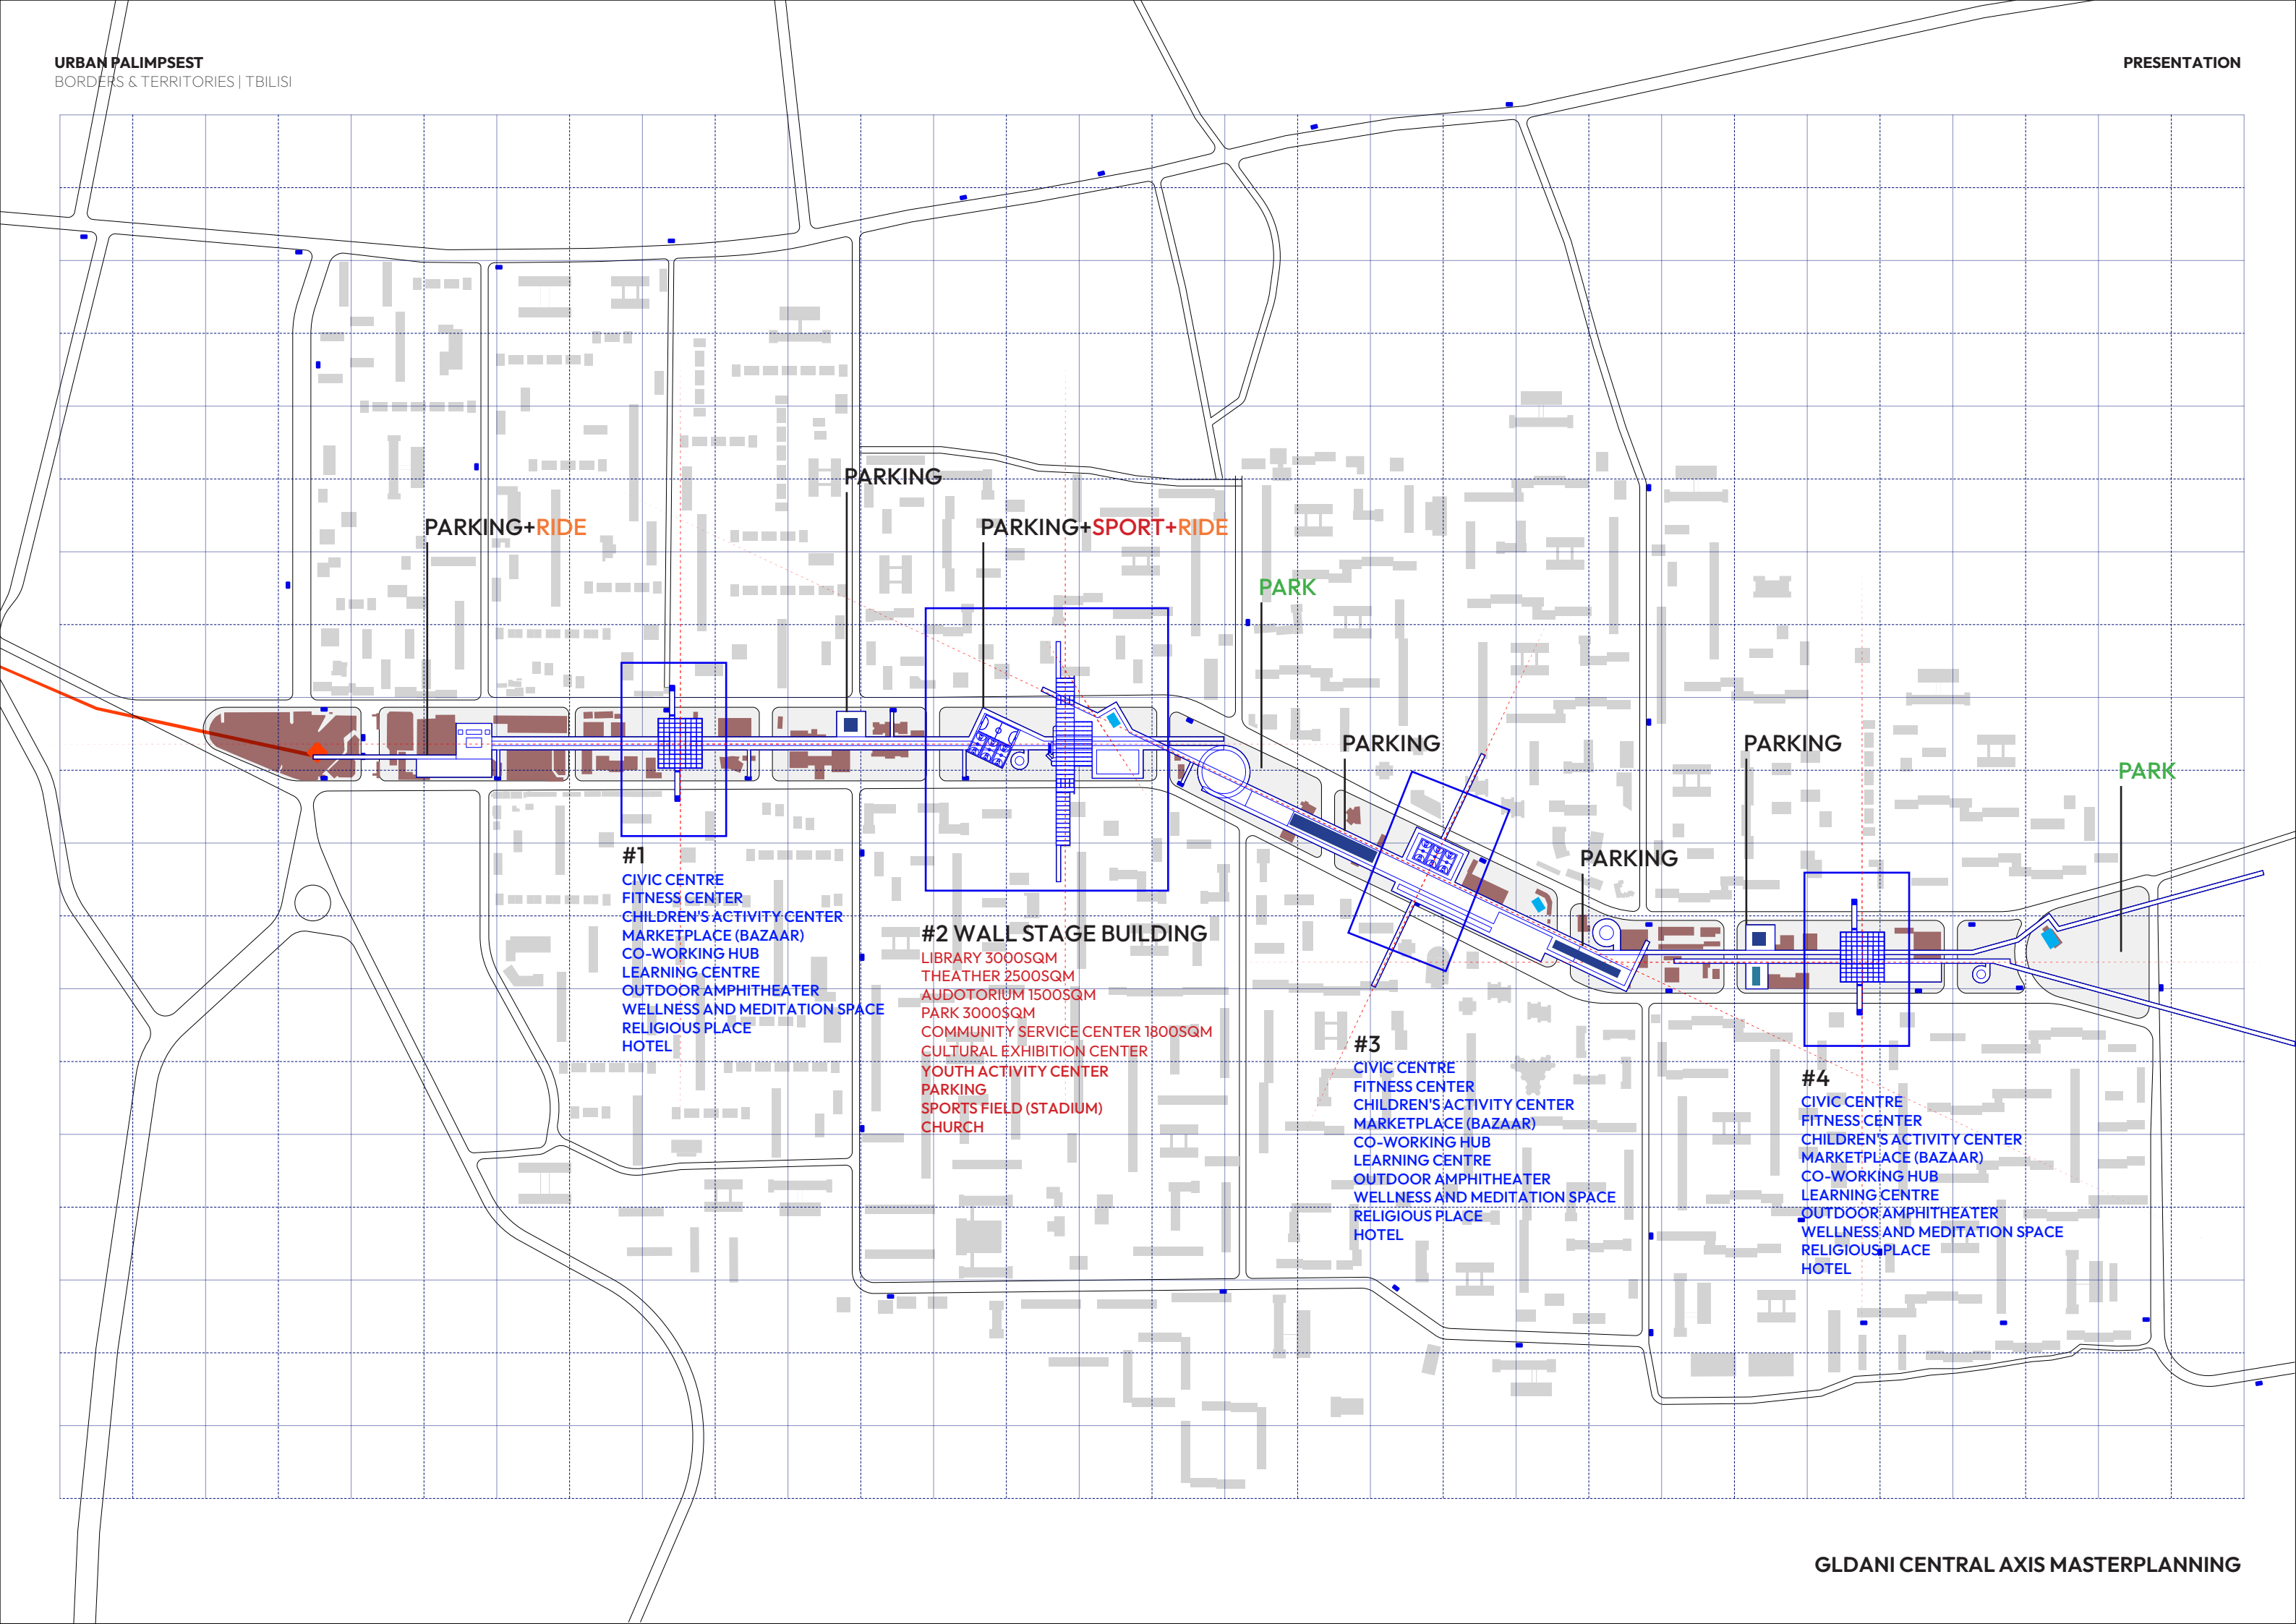 URBAN PALIMPSEST
BORDERS & TERRITORIES | TBILISI
PRESENTATION
PARKING
PARKING+RIDE
PARKING+SPORT+RIDE
PARK
PARKING
PARKING
PARK
PARKING
#1
CIVIC CENTRE
FITNESS CENTER
CHILDREN'S ACTIVITY CENTER
MARKETPLACE (BAZAAR)
CO-WORKING HUB
LEARNING CENTRE
OUTDOOR AMPHITHEATER
WELLNESS AND MEDITATION SPACE
RELIGIOUS PLACE
HOTEL
#2 WALL STAGE BUILDING
LIBRARY 3000SQM
THEATHER 2500SQM
AUDOTORIUM 1500SQM
PARK 3000SQM
COMMUNITY SERVICE CENTER 1800SQM
CULTURAL EXHIBITION CENTER
YOUTH ACTIVITY CENTER
PARKING
SPORTS FIELD (STADIUM)
CHURCH
#3
CIVIC CENTRE
FITNESS CENTER
CHILDREN'S ACTIVITY CENTER
MARKETPLACE (BAZAAR)
CO-WORKING HUB
LEARNING CENTRE
OUTDOOR AMPHITHEATER
WELLNESS AND MEDITATION SPACE
RELIGIOUS PLACE
HOTEL
#4
CIVIC CENTRE
FITNESS CENTER
CHILDREN'S ACTIVITY CENTER
MARKETPLACE (BAZAAR)
CO-WORKING HUB
LEARNING CENTRE
OUTDOOR AMPHITHEATER
WELLNESS AND MEDITATION SPACE
RELIGIOUS PLACE
HOTEL
GLDANI CENTRAL AXIS MASTERPLANNING